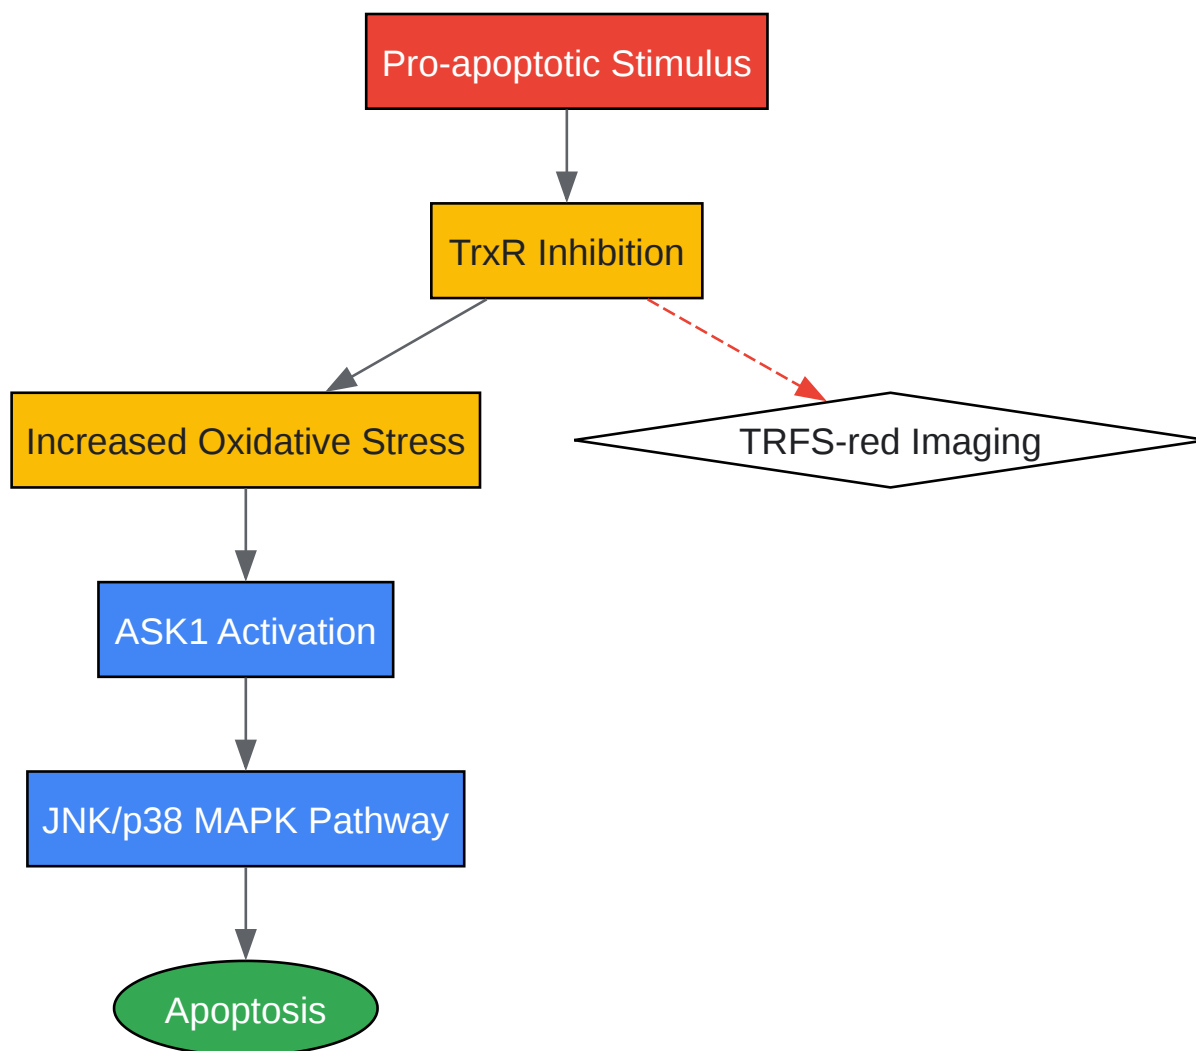 Pro-apoptotic Stimulus
TrxR Inhibition
Increased Oxidative Stress
TRFS-red Imaging
ASK1 Activation
JNK/p38 MAPK Pathway
Apoptosis